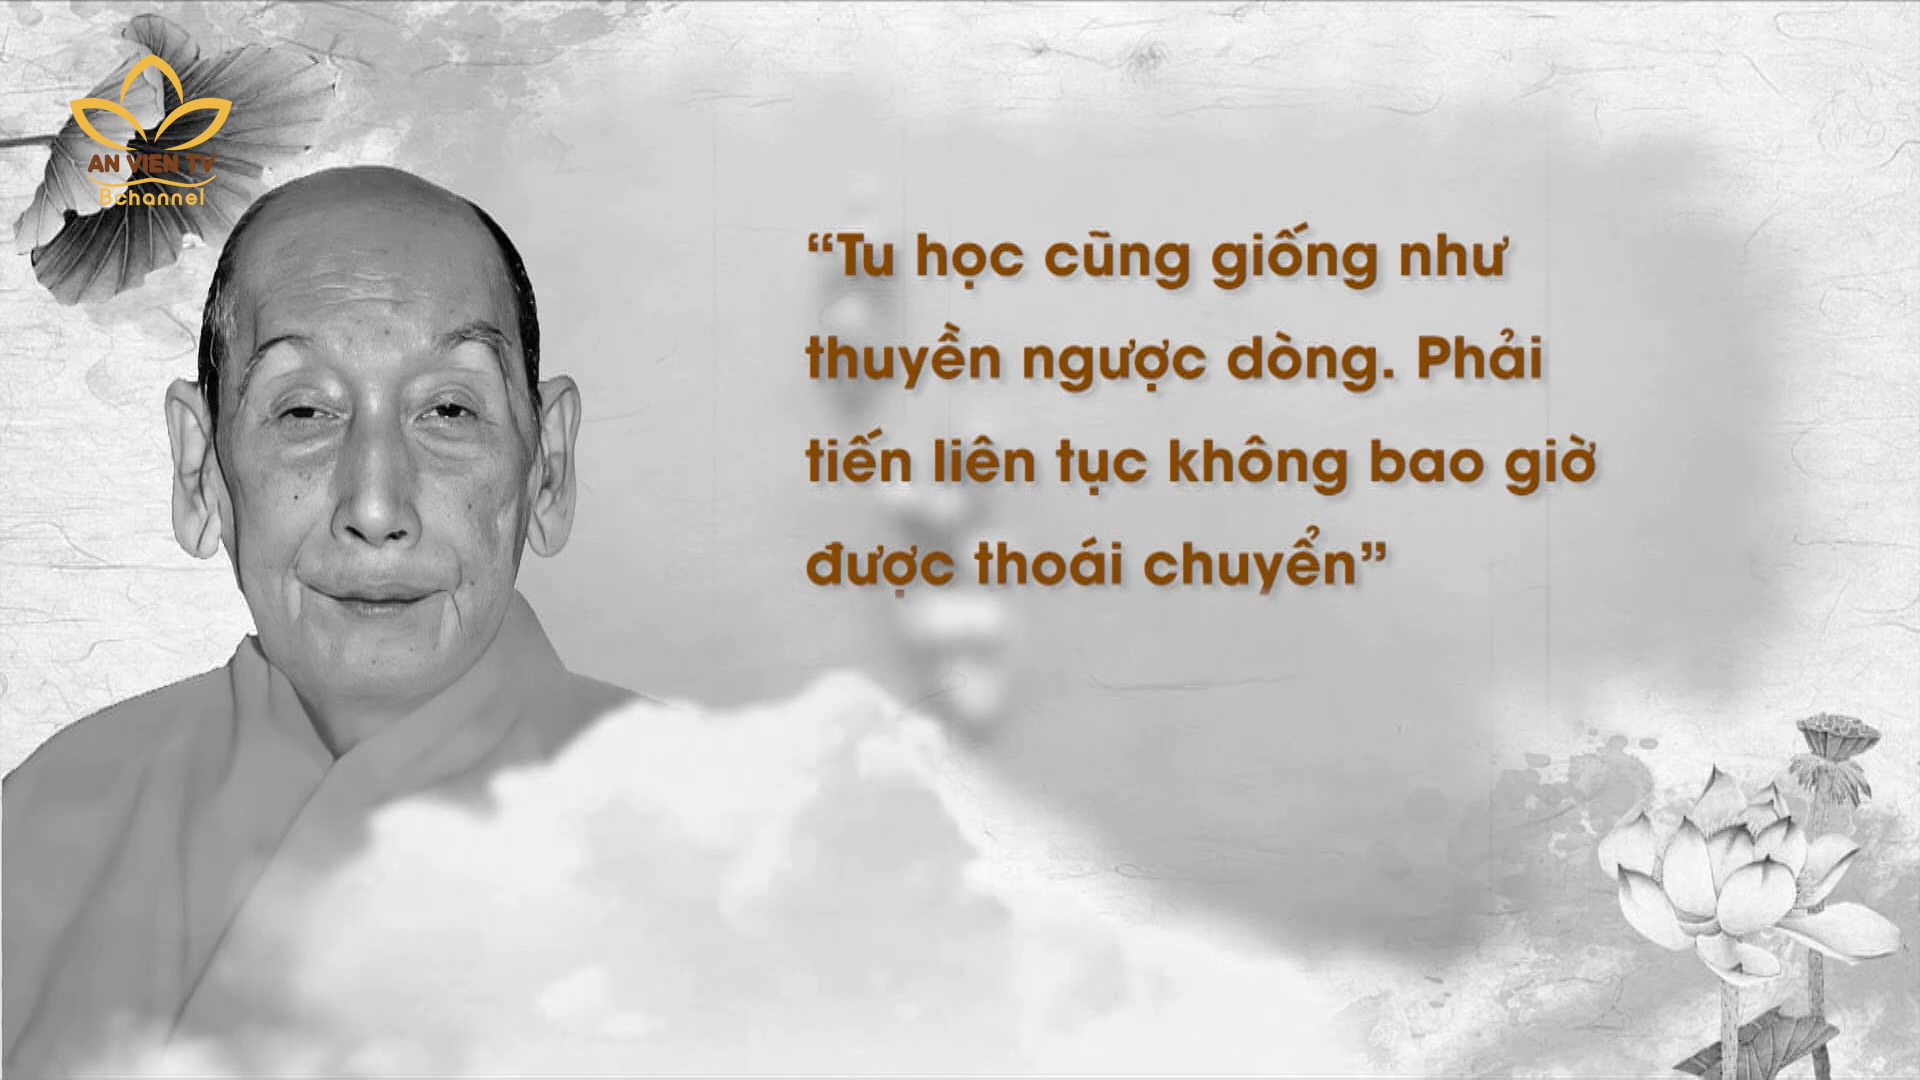 AN VIEN TV
Bchannel
“Tu học cũng giống như
thuyền ngược dòng. Phải
tiến liên tục không bao giờ
được thoái chuyển”